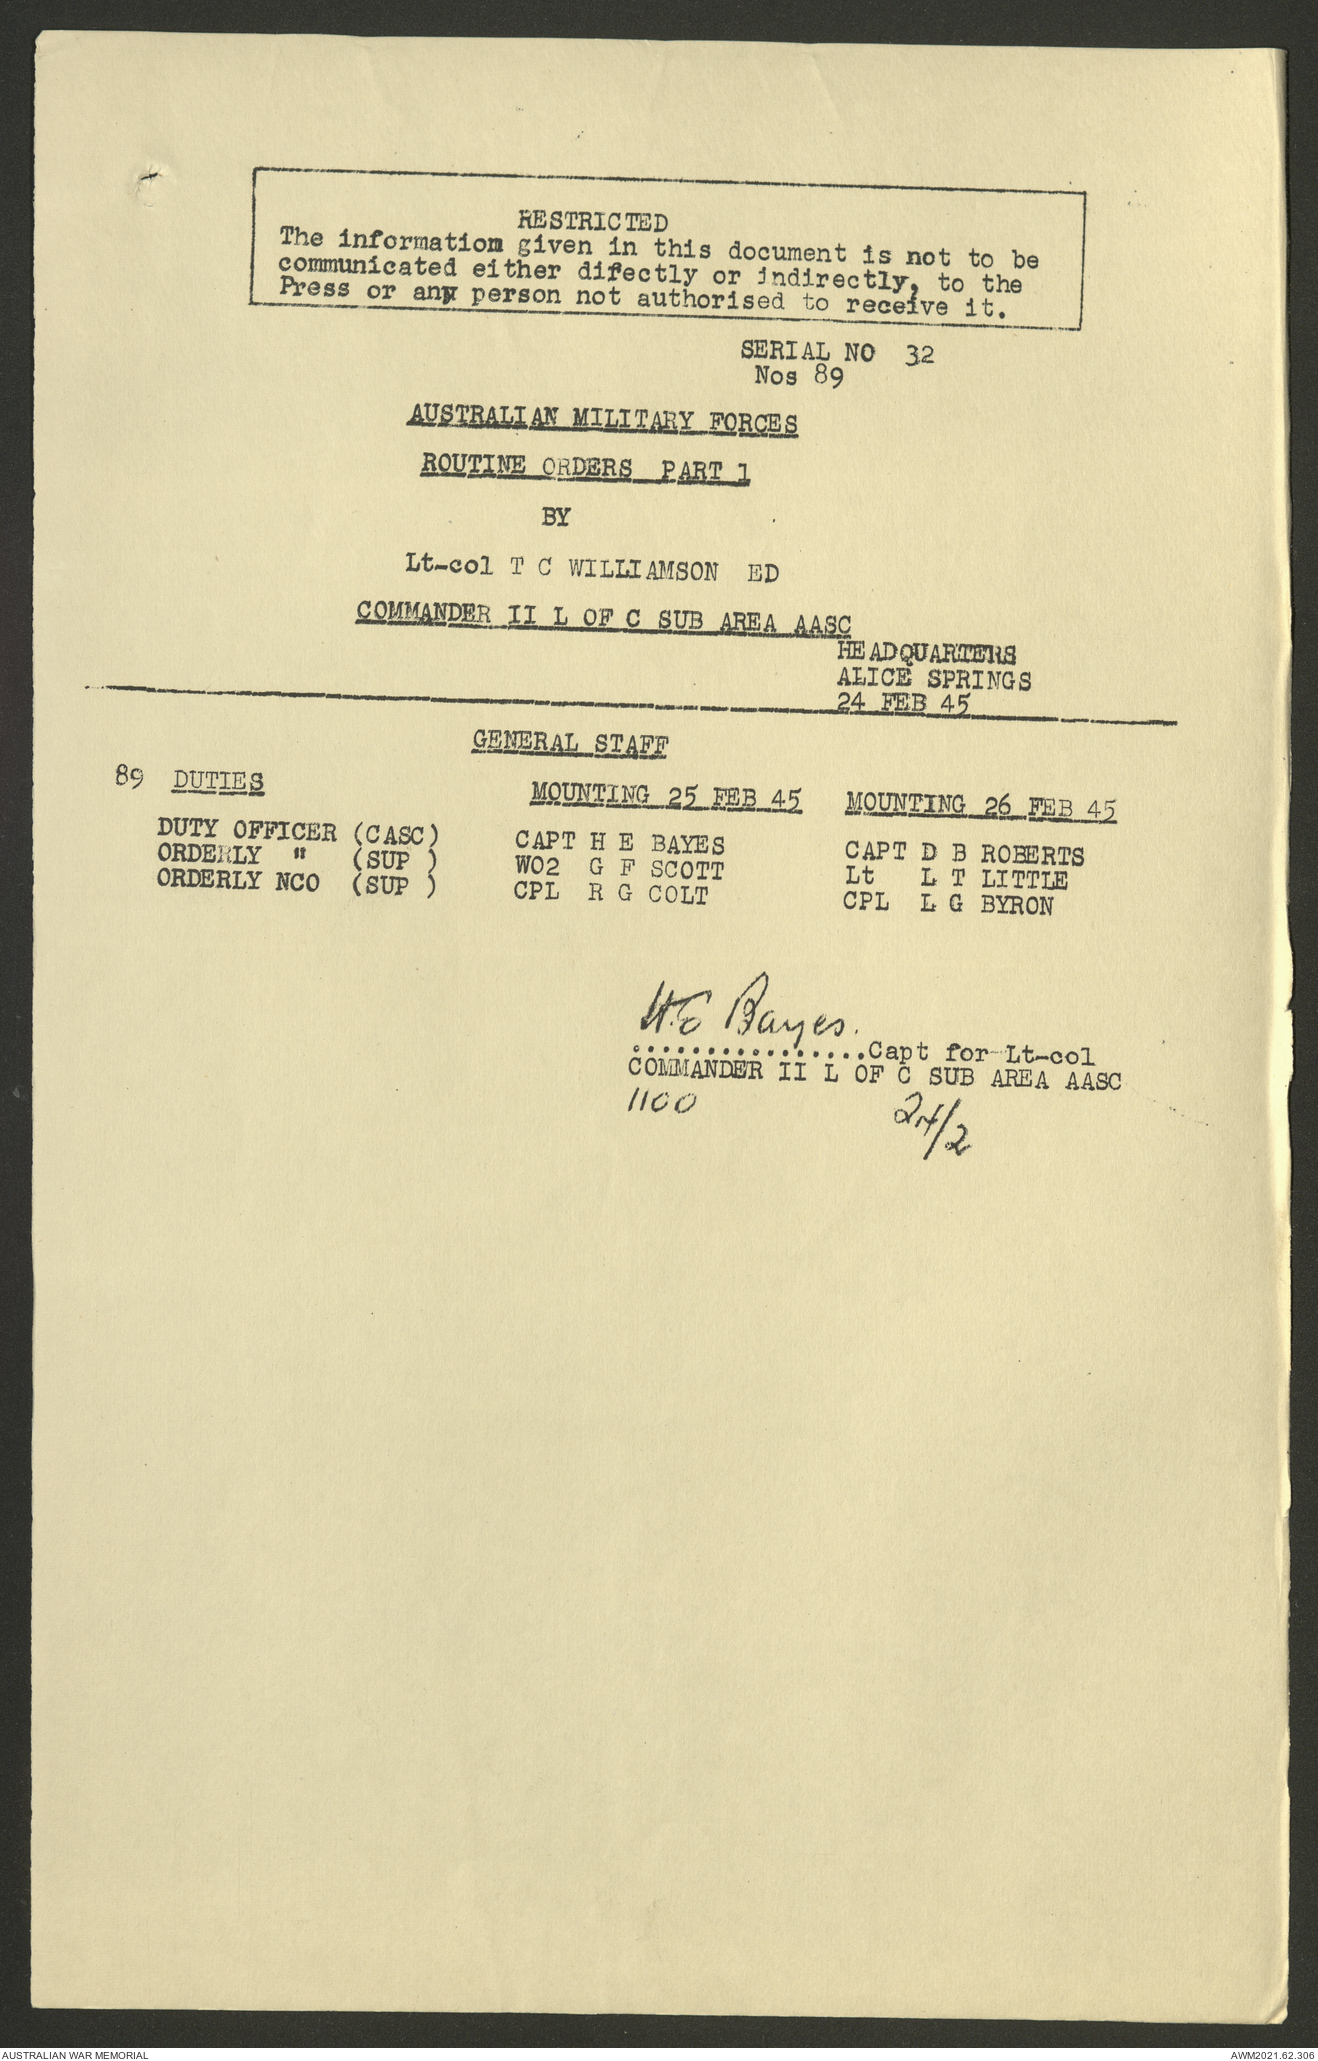 RESTRICTED
The information given in this document is not to be
communicated either difectly or indirectly, to the
Press or any person not authorised to receive it.
SERIAL NO 32
Nos 89
AUSTRALIAN MILITARY FORCES
ROUTINE ORDERS PART 1
BY
Lt-col T C WILLIAMSON ED
COMMANDER II L OF C SUB AREA AASC
HEADQUARTERS
ALICE SPRINGS
24 FEB 45
GENERAL STAFF
89 DUTIES MOUNTING 25 FEB 45 MOUNTING 26 FEB 45
DUTY OFFICER (CASC) CAPT H E BAYES CAPT D B ROBERTS
ORDERLY " (SUP ) WO2 G F SCOTT Lt L T LITTLE
ORDERLY NCO (SUP ) CPL R G COLT CPL L G BYRON
H.E Bayes.
................Capt for Lt-col
COMMANDER II L OF C SUB AREA AASC
1100 24/2
AUSTRALIAN WAR MEMORIAL AWM2021.62.306